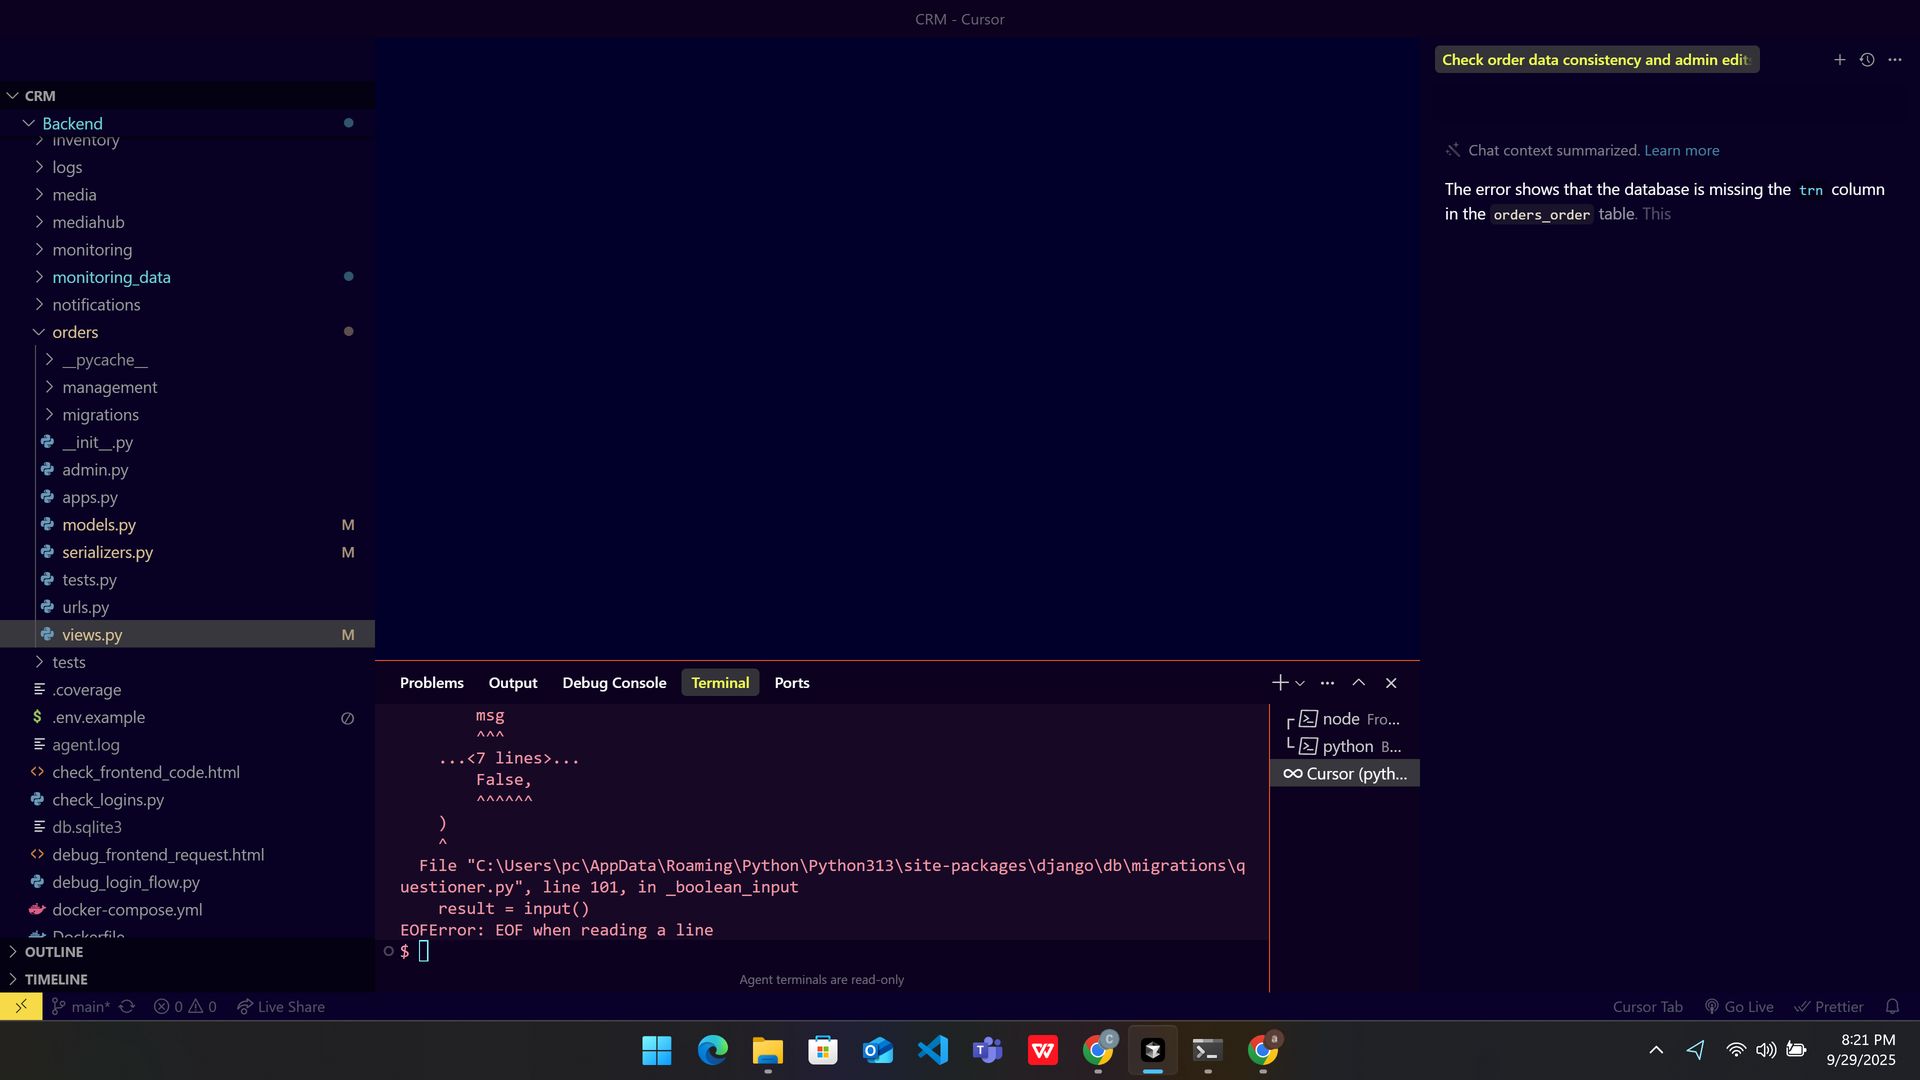 CRM - Cursor
CRM
Backend
inventory
logs
media
mediahub
monitoring
monitoring_data
notifications
orders
__pycache__
management
migrations
__init__.py
admin.py
apps.py
models.py M
serializers.py M
tests.py
urls.py
views.py M
tests
.coverage
.env.example
agent.log
check_frontend_code.html
check_logins.py
db.sqlite3
debug_frontend_request.html
debug_login_flow.py
docker-compose.yml
Dockerfile
OUTLINE
TIMELINE
Problems Output Debug Console Terminal Ports
msg
^^^
...<7 lines>...
False,
^^^^^^
)
^
File "C:\Users\pc\AppData\Roaming\Python\Python313\site-packages\django\db\migrations\q
uestioner.py", line 101, in _boolean_input
result = input()
EOFError: EOF when reading a line
$
Agent terminals are read-only
node Fro...
python B...
Cursor (pyth...
Check order data consistency and admin edit
Chat context summarized. Learn more
The error shows that the database is missing the trn column
in the orders_order table. This
main* 0 0 Live Share
Cursor Tab Go Live Prettier
8:21 PM
9/29/2025